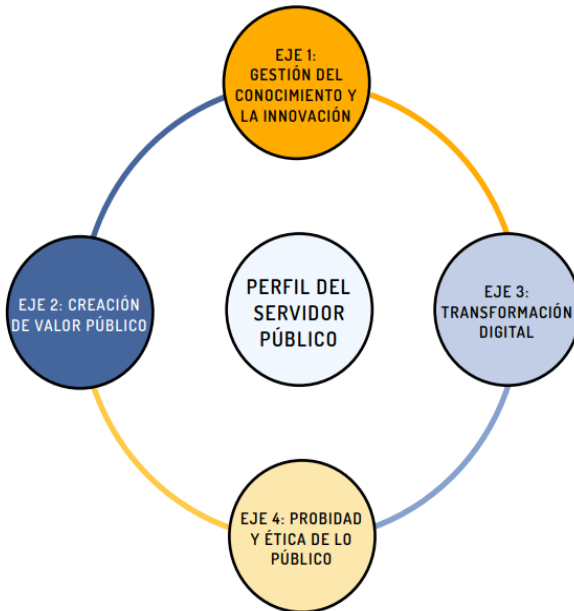 EJE 1:
GESTIÓN DEL
CONOCIMIENTO Y
LA INNOVACIÓN
EJE 2: CREACIÓN
DE VALOR PÚBLICO
PERFIL DEL
SERVIDOR
PÚBLICO
EJE 3:
TRANSFORMACIÓN
DIGITAL
EJE 4: PROBIDAD
Y ÉTICA DE LO
PÚBLICO